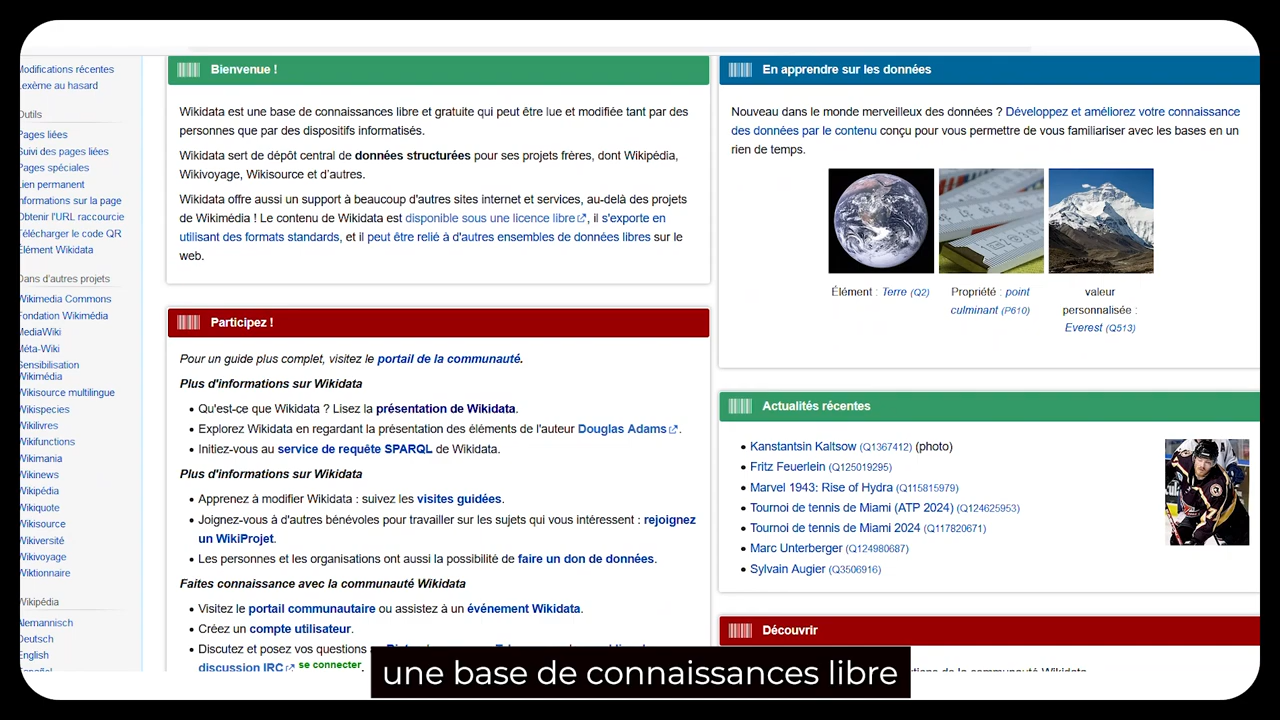 Modifications récentes
Lexème au hasard
Outils
Pages liées
Suivi des pages liées
Pages spéciales
Lien permanent
Informations sur la page
Obtenir l'URL raccourcie
Télécharger le code QR
Élément Wikidata
Dans d'autres projets
Wikimedia Commons
Fondation Wikimédia
MediaWiki
Méta-Wiki
Sensibilisation
Wikimédia
Wikisource multilingue
Wikispecies
Wikilivres
Wikifunctions
Wikimania
Wikinews
Wikipédia
Wikiquote
Wikisource
Wikiversité
Wikivoyage
Wiktionnaire
Wikipédia
Alemannisch
Deutsch
English
Bienvenue !
Wikidata est une base de connaissances libre et gratuite qui peut être lue et modifiée tant par des
personnes que par des dispositifs informatisés.
Wikidata sert de dépôt central de données structurées pour ses projets frères, dont Wikipédia,
Wikivoyage, Wikisource et d'autres.
Wikidata offre aussi un support à beaucoup d'autres sites internet et services, au-delà des projets
de Wikimédia ! Le contenu de Wikidata est disponible sous une licence libre, il s'exporte en
utilisant des formats standards, et il peut être relié à d'autres ensembles de données libres sur le
web.
Participez !
Pour un guide plus complet, visitez le portail de la communauté.
Plus d'informations sur Wikidata
• Qu'est-ce que Wikidata ? Lisez la présentation de Wikidata.
• Explorez Wikidata en regardant la présentation des éléments de l'auteur Douglas Adams.
• Initiez-vous au service de requête SPARQL de Wikidata.
Plus d'informations sur Wikidata
• Apprenez à modifier Wikidata : suivez les visites guidées.
• Joignez-vous à d'autres bénévoles pour travailler sur les sujets qui vous intéressent : rejoignez
un WikiProjet.
• Les personnes et les organisations ont aussi la possibilité de faire un don de données.
Faites connaissance avec la communauté Wikidata
• Visitez le portail communautaire ou assistez à un événement Wikidata.
• Créez un compte utilisateur.
• Discutez et posez vos questions
discussion IRC se connecter.
En apprendre sur les données
Nouveau dans le monde merveilleux des données ? Développez et améliorez votre connaissance
des données par le contenu conçu pour vous permettre de vous familiariser avec les bases en un
rien de temps.
Élément : Terre (Q2)
Propriété : point
culminant (P610)
valeur
personnalisée :
Everest (Q513)
Actualités récentes
• Kanstantsin Kaltsow (Q1367412) (photo)
• Fritz Feuerlein (Q125019295)
• Marvel 1943: Rise of Hydra (Q115815979)
• Tournoi de tennis de Miami (ATP 2024) (Q124625953)
• Tournoi de tennis de Miami 2024 (Q117820671)
• Marc Unterberger (Q124980687)
• Sylvain Augier (Q3506916)
Découvrir
une base de connaissances libre